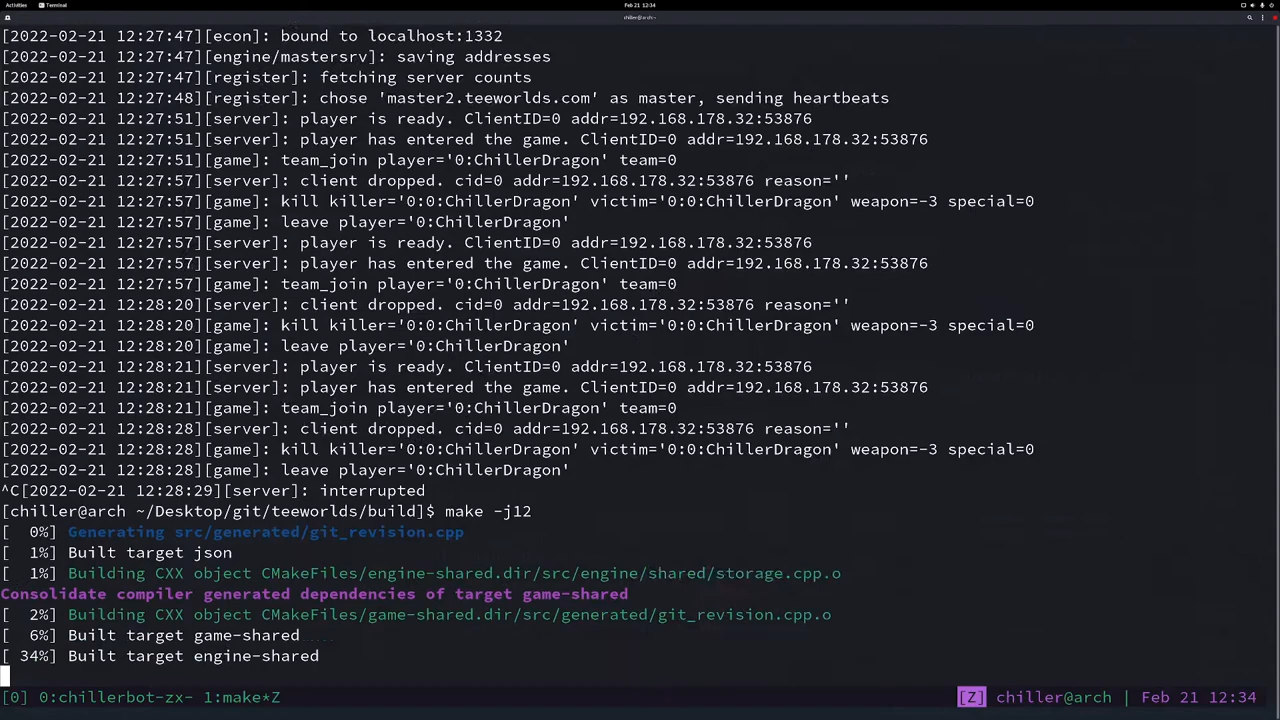 Activities Terminal Feb 21 12:34
chiller@arch:~
[2022-02-21 12:27:47][econ]: bound to localhost:1332
[2022-02-21 12:27:47][engine/mastersrv]: saving addresses
[2022-02-21 12:27:47][register]: fetching server counts
[2022-02-21 12:27:48][register]: chose 'master2.teeworlds.com' as master, sending heartbeats
[2022-02-21 12:27:51][server]: player is ready. ClientID=0 addr=192.168.178.32:53876
[2022-02-21 12:27:51][server]: player has entered the game. ClientID=0 addr=192.168.178.32:53876
[2022-02-21 12:27:51][game]: team_join player='0:ChillerDragon' team=0
[2022-02-21 12:27:57][server]: client dropped. cid=0 addr=192.168.178.32:53876 reason=''
[2022-02-21 12:27:57][game]: kill killer='0:0:ChillerDragon' victim='0:0:ChillerDragon' weapon=-3 special=0
[2022-02-21 12:27:57][game]: leave player='0:ChillerDragon'
[2022-02-21 12:27:57][server]: player is ready. ClientID=0 addr=192.168.178.32:53876
[2022-02-21 12:27:57][server]: player has entered the game. ClientID=0 addr=192.168.178.32:53876
[2022-02-21 12:27:57][game]: team_join player='0:ChillerDragon' team=0
[2022-02-21 12:28:20][server]: client dropped. cid=0 addr=192.168.178.32:53876 reason=''
[2022-02-21 12:28:20][game]: kill killer='0:0:ChillerDragon' victim='0:0:ChillerDragon' weapon=-3 special=0
[2022-02-21 12:28:20][game]: leave player='0:ChillerDragon'
[2022-02-21 12:28:21][server]: player is ready. ClientID=0 addr=192.168.178.32:53876
[2022-02-21 12:28:21][server]: player has entered the game. ClientID=0 addr=192.168.178.32:53876
[2022-02-21 12:28:21][game]: team_join player='0:ChillerDragon' team=0
[2022-02-21 12:28:28][server]: client dropped. cid=0 addr=192.168.178.32:53876 reason=''
[2022-02-21 12:28:28][game]: kill killer='0:0:ChillerDragon' victim='0:0:ChillerDragon' weapon=-3 special=0
[2022-02-21 12:28:28][game]: leave player='0:ChillerDragon'
^C[2022-02-21 12:28:29][server]: interrupted
[chiller@arch ~/Desktop/git/teeworlds/build]$ make -j12
[  0%] Generating src/generated/git_revision.cpp
[  1%] Built target json
[  1%] Building CXX object CMakeFiles/engine-shared.dir/src/engine/shared/storage.cpp.o
Consolidate compiler generated dependencies of target game-shared
[  2%] Building CXX object CMakeFiles/game-shared.dir/src/generated/git_revision.cpp.o
[  6%] Built target game-shared
[ 34%] Built target engine-shared
[0] 0:chillerbot-zx- 1:make*Z [Z] chiller@arch | Feb 21 12:34